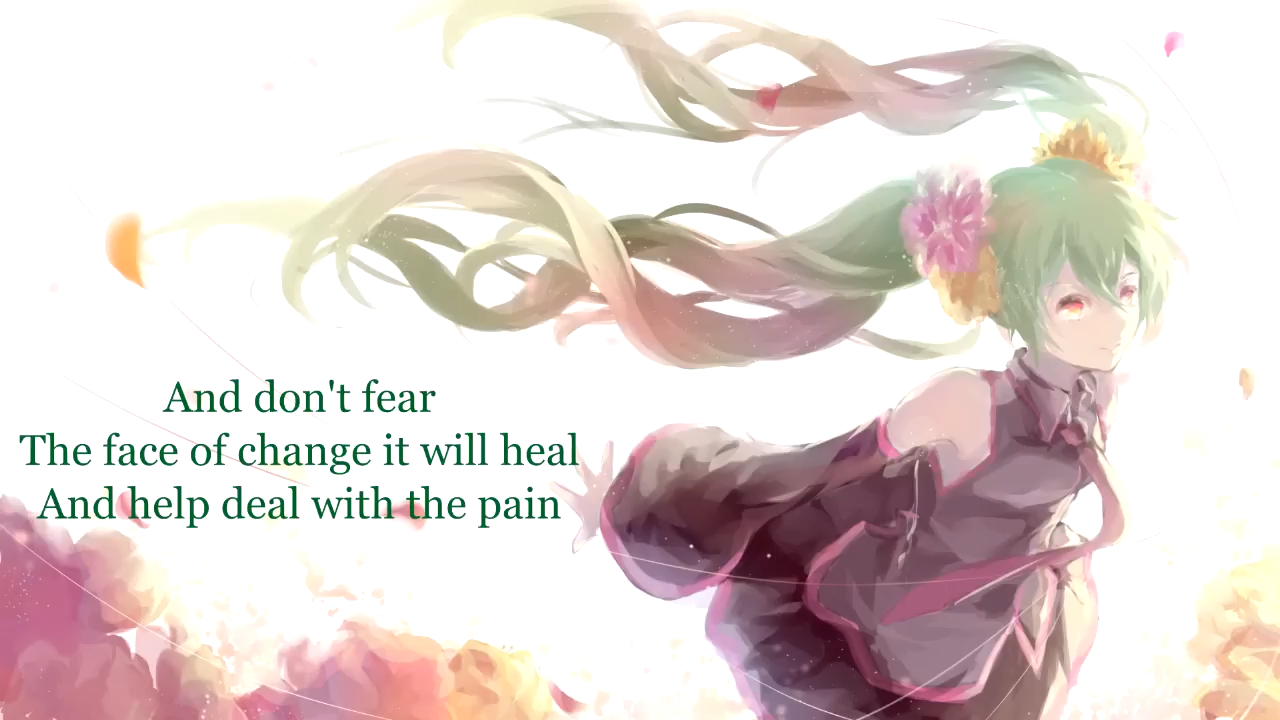 And don't fear
The face of change it will heal
And help deal with the pain